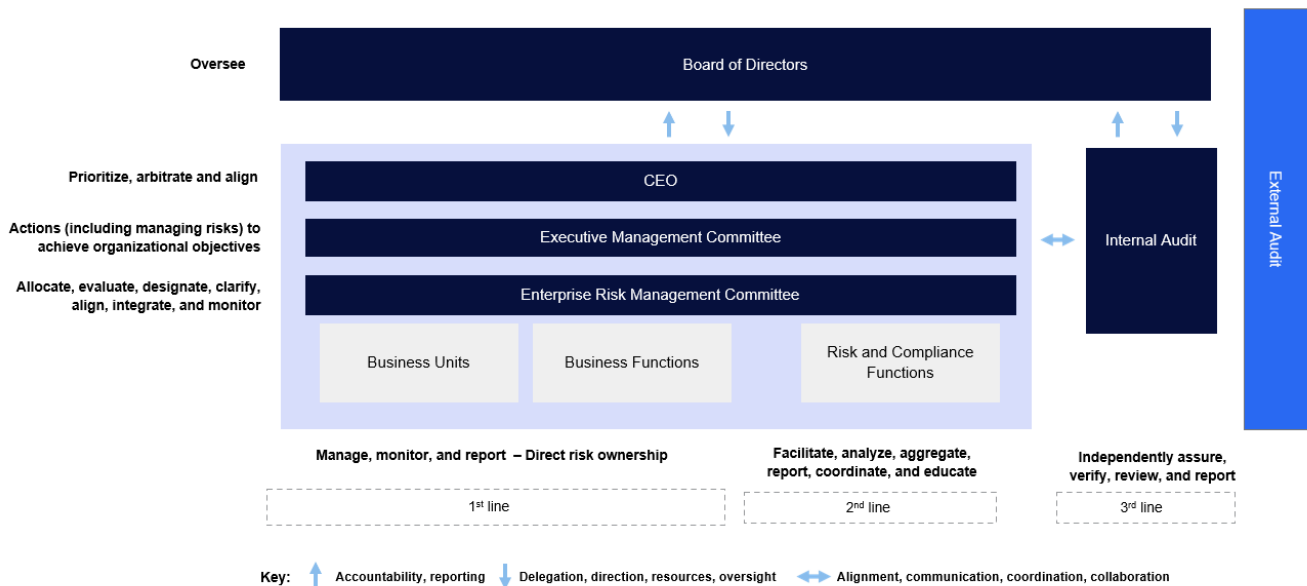 Oversee
Board of Directors
External Audit
Prioritize, arbitrate and align
CEO
Actions (including managing risks) to
achieve organizational objectives
Executive Management Committee
Internal Audit
Allocate, evaluate, designate, clarify,
align, integrate, and monitor
Enterprise Risk Management Committee
Business Units
Business Functions
Risk and Compliance
Functions
Manage, monitor, and report – Direct risk ownership
Facilitate, analyze, aggregate,
report, coordinate, and educate
Independently assure,
verify, review, and report
1st line
2nd line
3rd line
Key:
Accountability, reporting
Delegation, direction, resources, oversight
Alignment, communication, coordination, collaboration